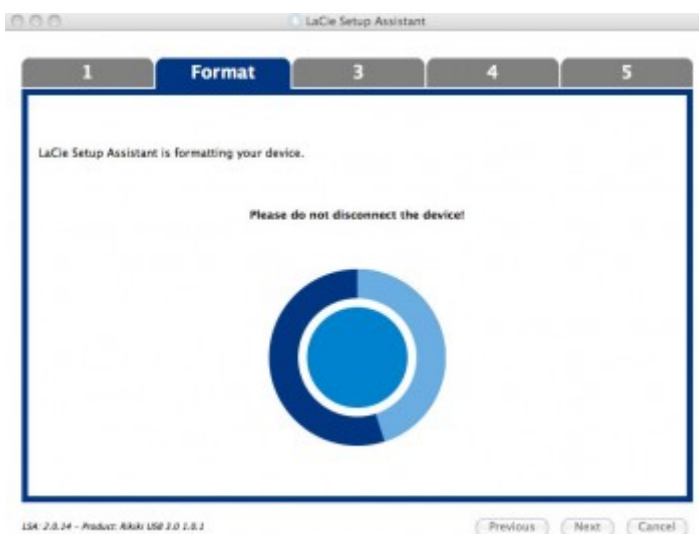 LaCie Setup Assistant
1 Format 3 4 5
LaCie Setup Assistant is formatting your device.
Please do not disconnect the device!
LSA: 2.0.14 - Product: Rikiki USB 3.0 1.0.1
Previous Next Cancel